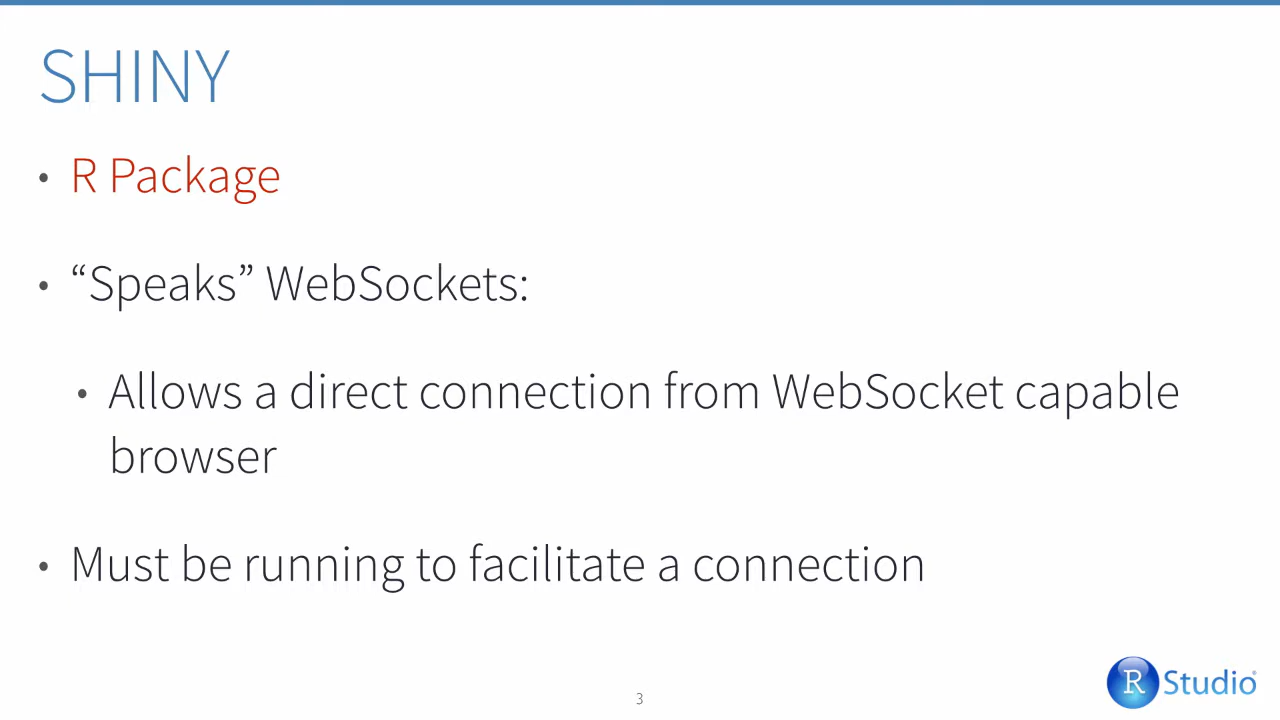 SHINY
• R Package
• “Speaks” WebSockets:
• Allows a direct connection from WebSocket capable
browser
• Must be running to facilitate a connection
3
R Studio